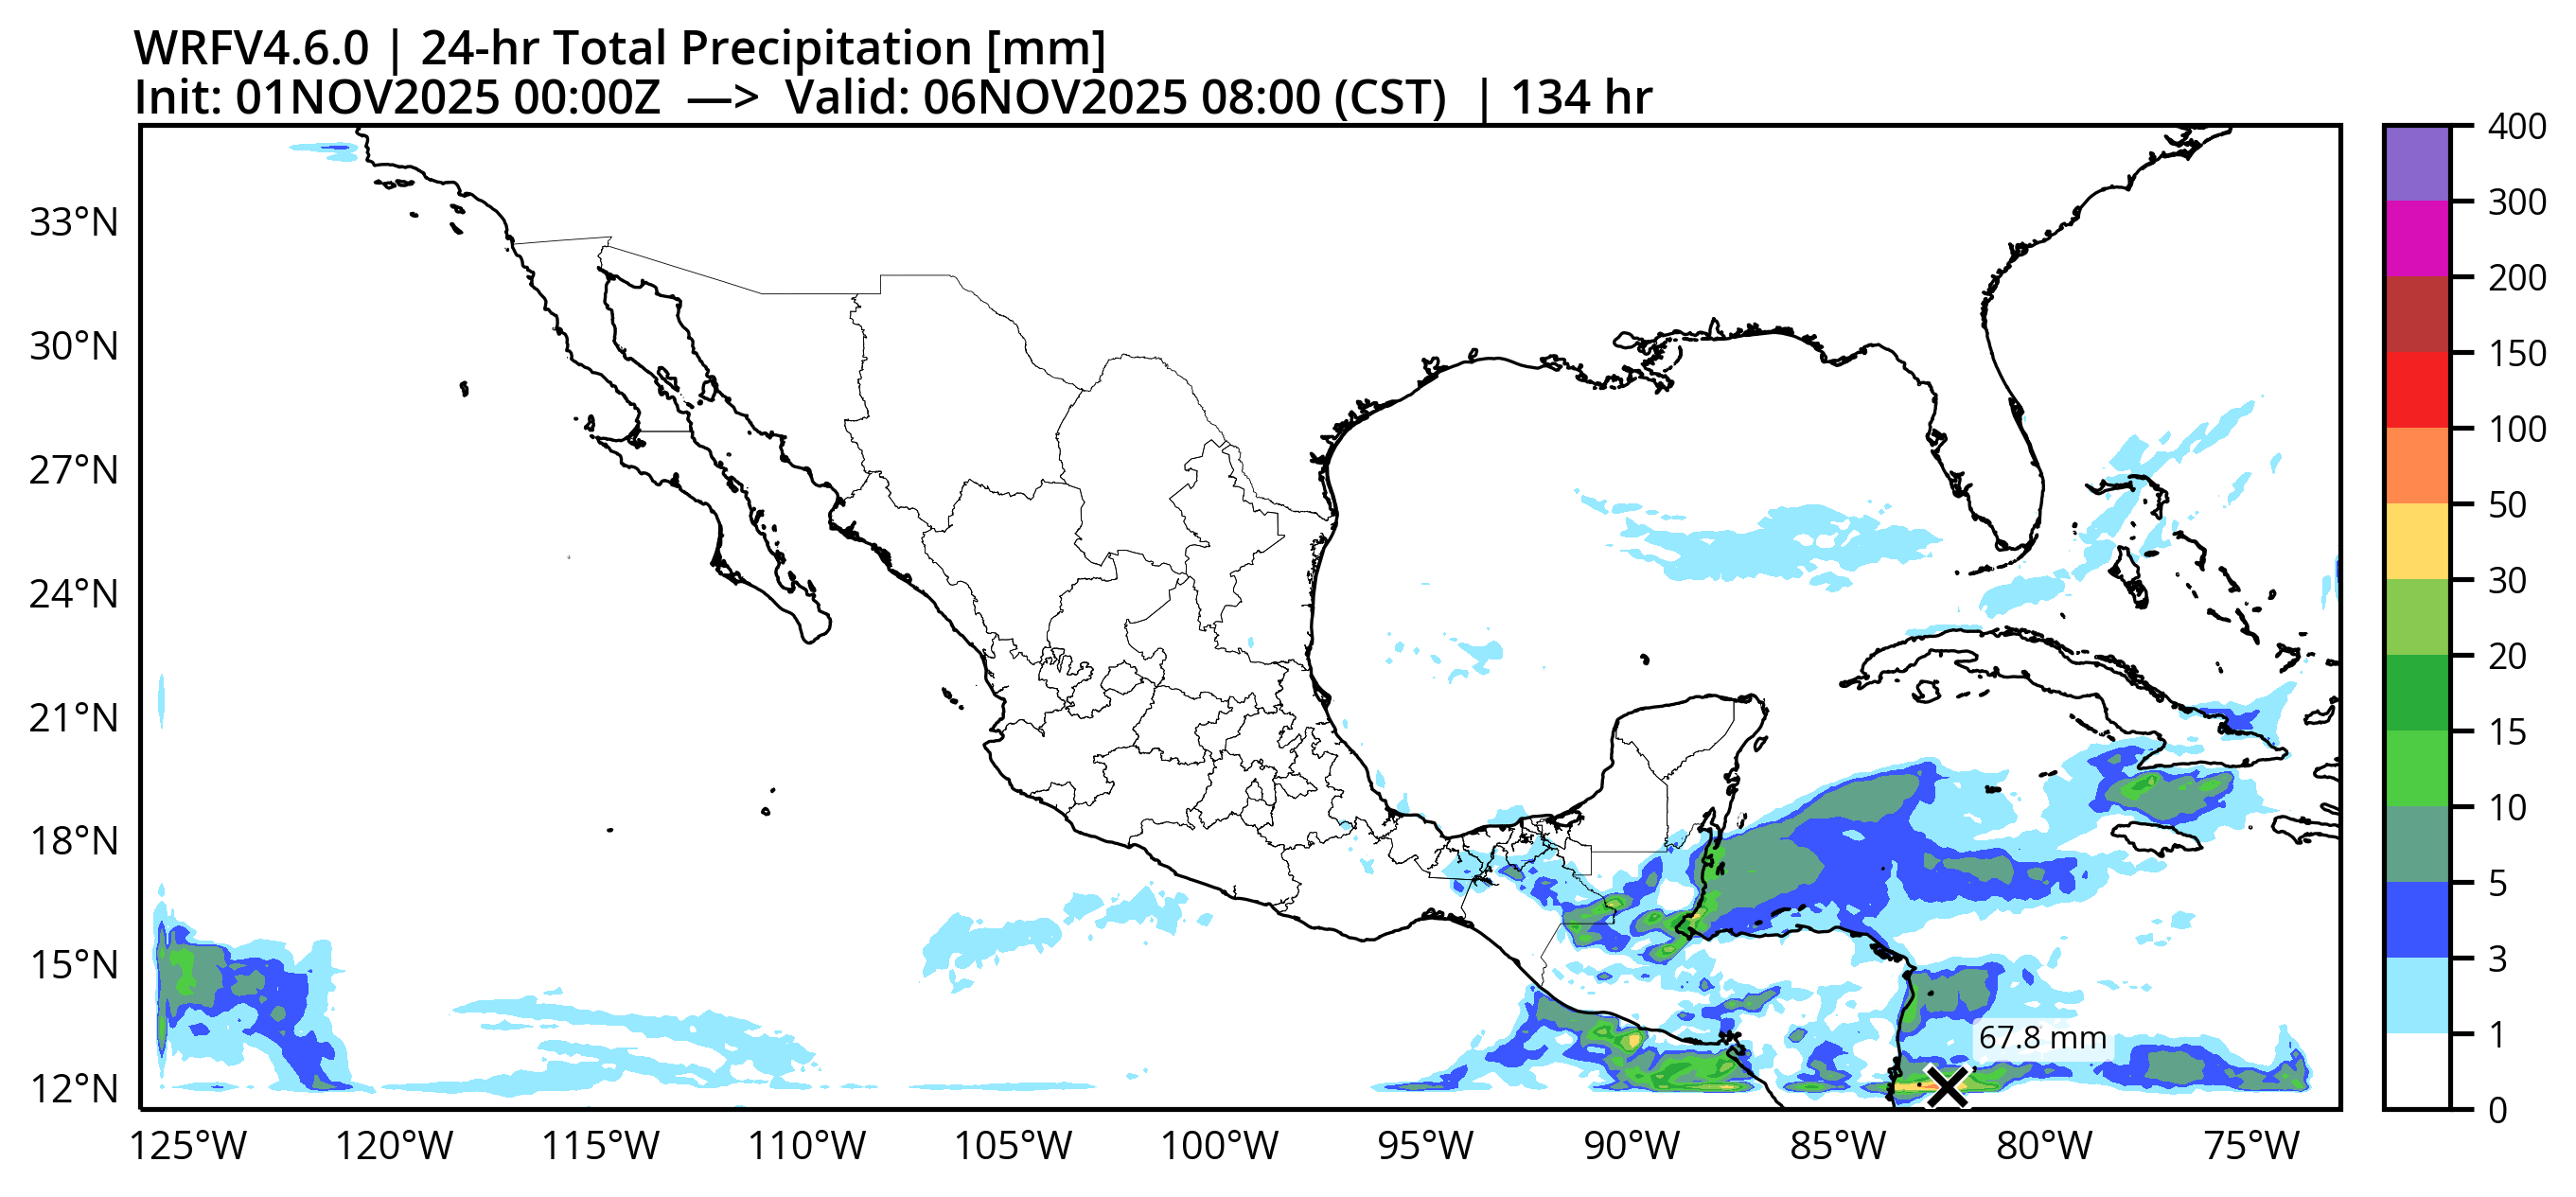 WRFV4.6.0 | 24-hr Total Precipitation [mm]
Init: 01NOV2025 00:00Z —> Valid: 06NOV2025 08:00 (CST) | 134 hr
33°N
30°N
27°N
24°N
21°N
18°N
15°N
12°N
125°W 120°W 115°W 110°W 105°W 100°W 95°W 90°W 85°W 80°W 75°W
67.8 mm
400
300
200
150
100
50
30
20
15
10
5
3
1
0